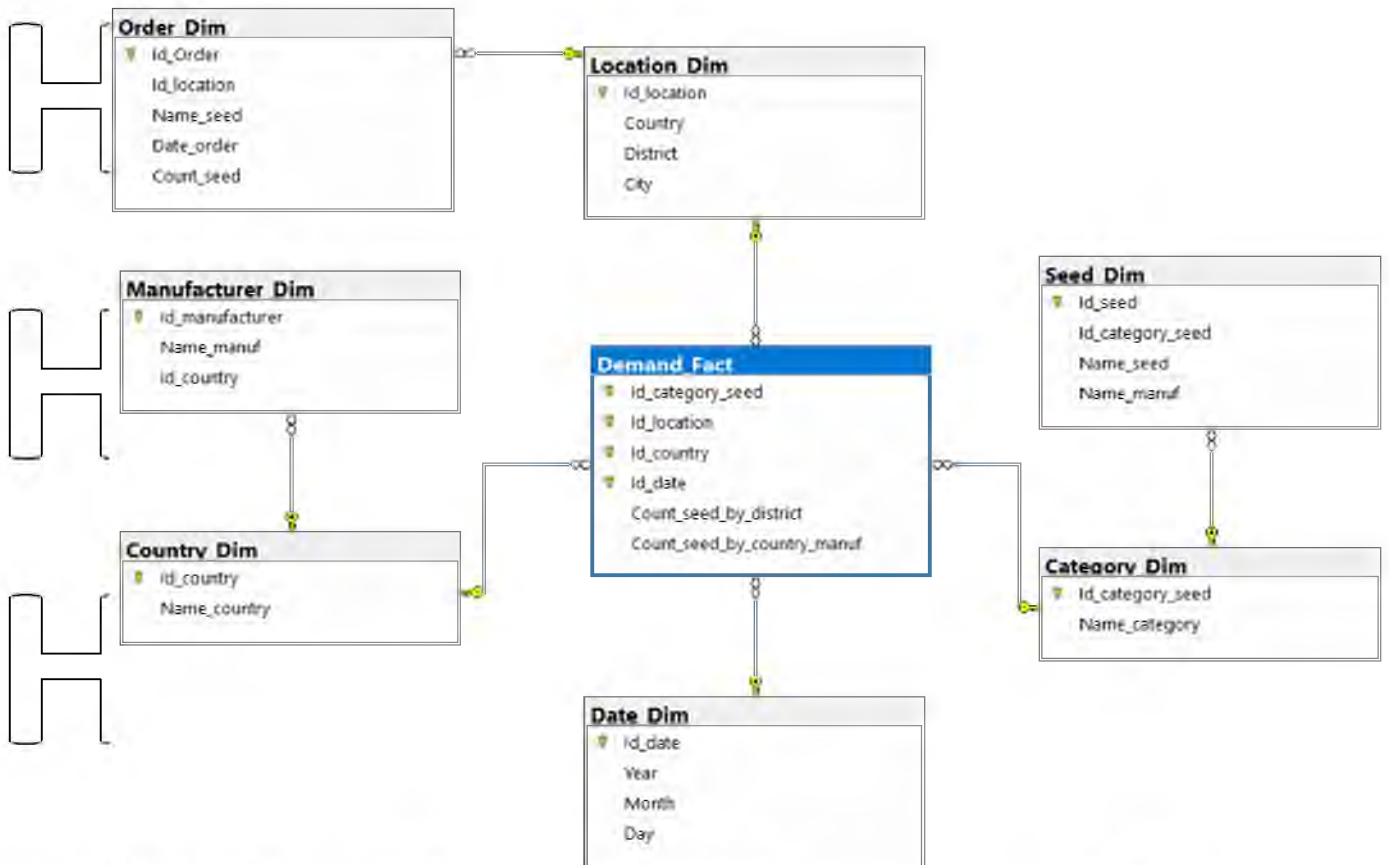 Order_Dim
Id_Order
Id_location
Name_seed
Date_order
Count_seed
Location_Dim
Id_location
Country
District
City
Manufacturer_Dim
Id_manufacturer
Name_manuf
Id_country
Seed_Dim
Id_seed
Id_category_seed
Name_seed
Name_manuf
Demand_Fact
Id_category_seed
Id_location
Id_country
Id_date
Count_seed_by_district
Count_seed_by_country_manuf
Country_Dim
Id_country
Name_country
Category_Dim
Id_category_seed
Name_category
Date_Dim
Id_date
Year
Month
Day